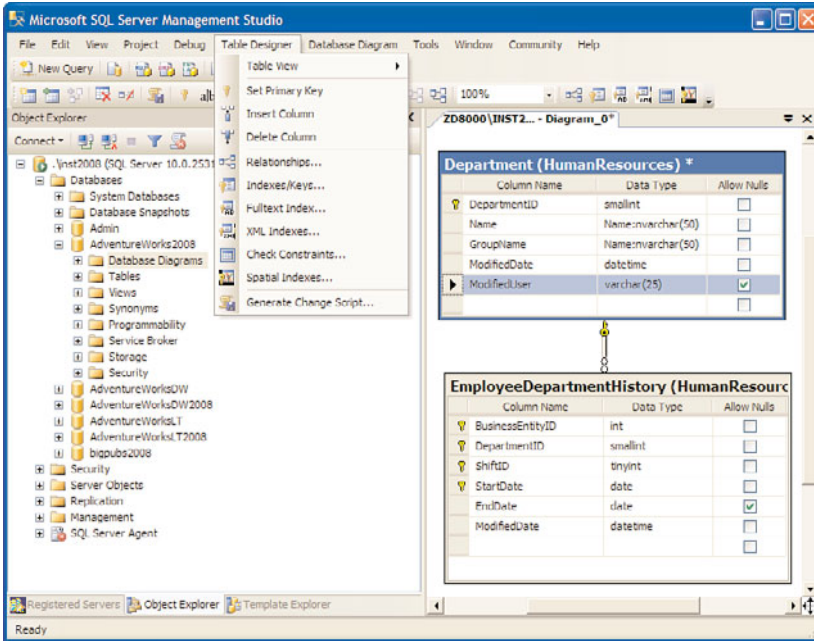 Microsoft SQL Server Management Studio
File Edit View Project Debug Table Designer Database Diagram Tools Window Community Help
New Query
100%
Table View
Set Primary Key
Insert Column
Delete Column
Relationships...
Indexes/Keys...
Fulltext Index...
XML Indexes...
Check Constraints...
Spatial Indexes...
Generate Change Script...
Object Explorer
Connect
.\inst2008 (SQL Server 10.0.2531
Databases
System Databases
Database Snapshots
Admin
AdventureWorks2008
Database Diagrams
Tables
Views
Synonyms
Programmability
Service Broker
Storage
Security
AdventureWorksDW
AdventureWorksDW2008
AdventureWorksLT
AdventureWorksLT2008
bigpubs2008
Security
Server Objects
Replication
Management
SQL Server Agent
Registered Servers Object Explorer Template Explorer
ZD8000\INST2... - Diagram_0*
Department (HumanResources) *
Column Name Data Type Allow Nulls
DepartmentID smallint
Name Name:nvarchar(50)
GroupName Name:nvarchar(50)
ModifiedDate datetime
ModifiedUser varchar(25)
EmployeeDepartmentHistory (HumanResourc
Column Name Data Type Allow Nulls
BusinessEntityID int
DepartmentID smallint
ShiftID tinyint
StartDate date
EndDate date
ModifiedDate datetime
Ready